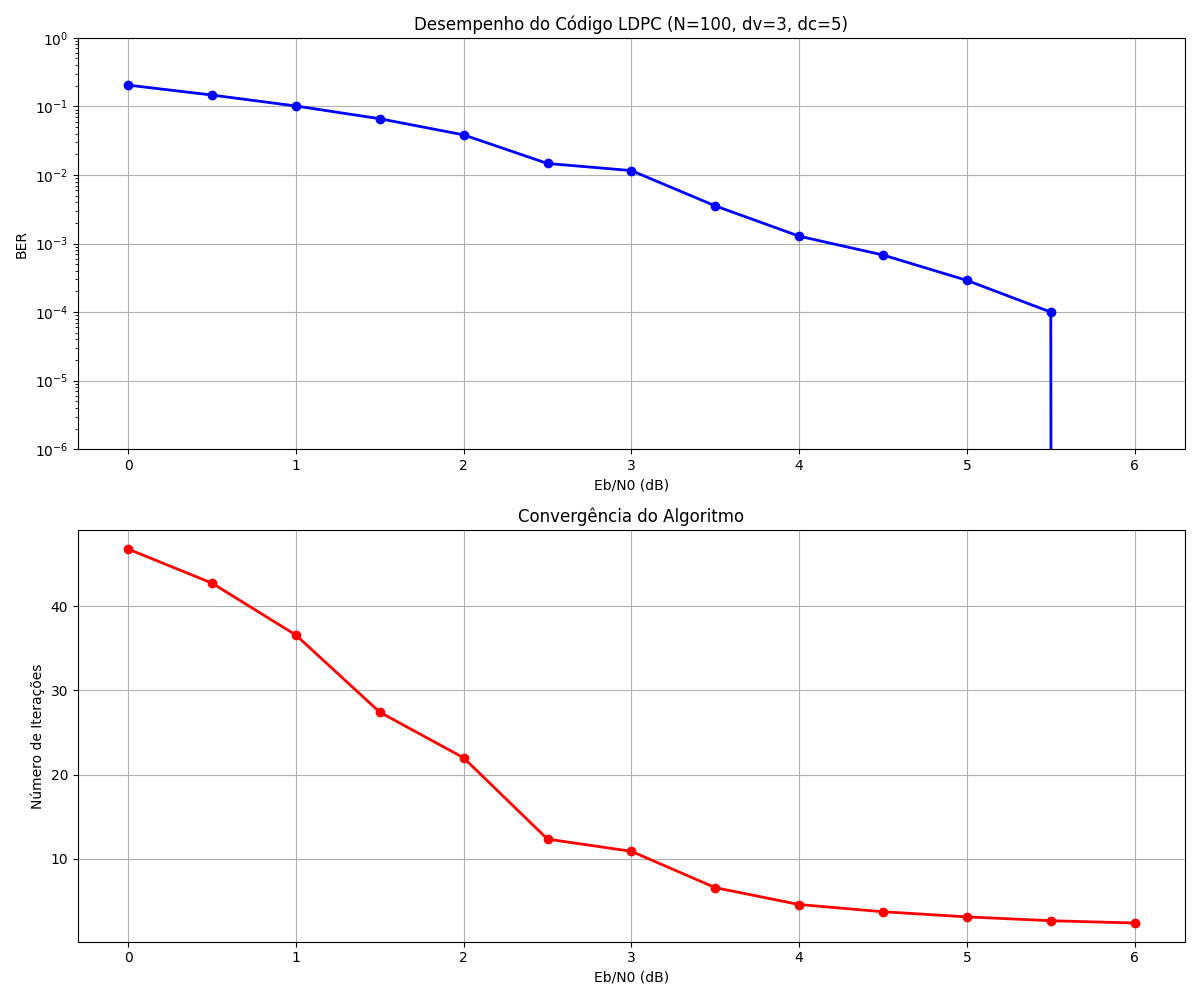 Desempenho do Código LDPC (N=100, dv=3, dc=5)
10⁰
10⁻¹
10⁻²
10⁻³
10⁻⁴
10⁻⁵
10⁻⁶
BER
0 1 2 3 4 5 6
Eb/N0 (dB)
Convergência do Algoritmo
40
30
20
10
Número de Iterações
0 1 2 3 4 5 6
Eb/N0 (dB)